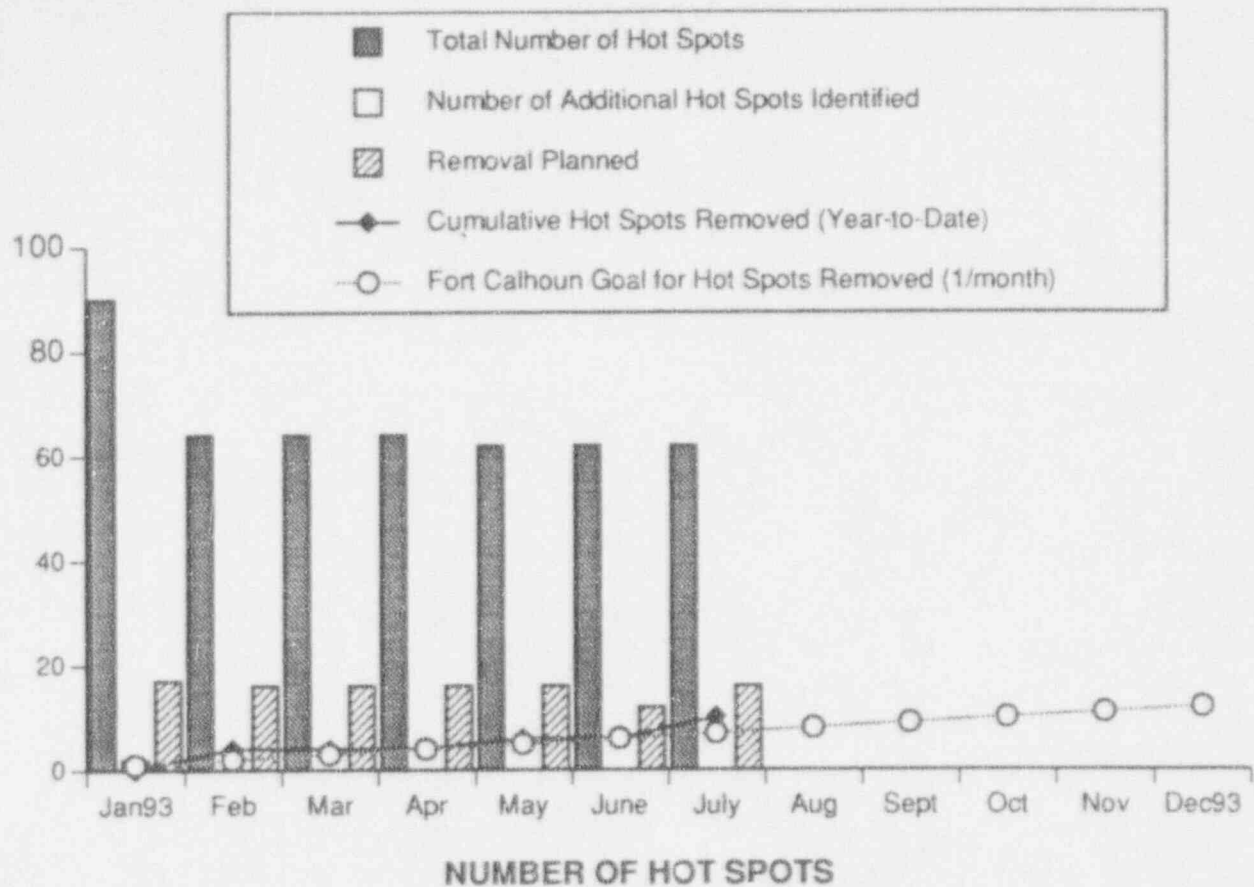 Total Number of Hot Spots
Number of Additional Hot Spots Identified
Removal Planned
Cumulative Hot Spots Removed (Year-to-Date)
Fort Calhoun Goal for Hot Spots Removed (1/month)
100
80
60
40
20
0
Jan93 Feb Mar Apr May June July Aug Sept Oct Nov Dec93
NUMBER OF HOT SPOTS